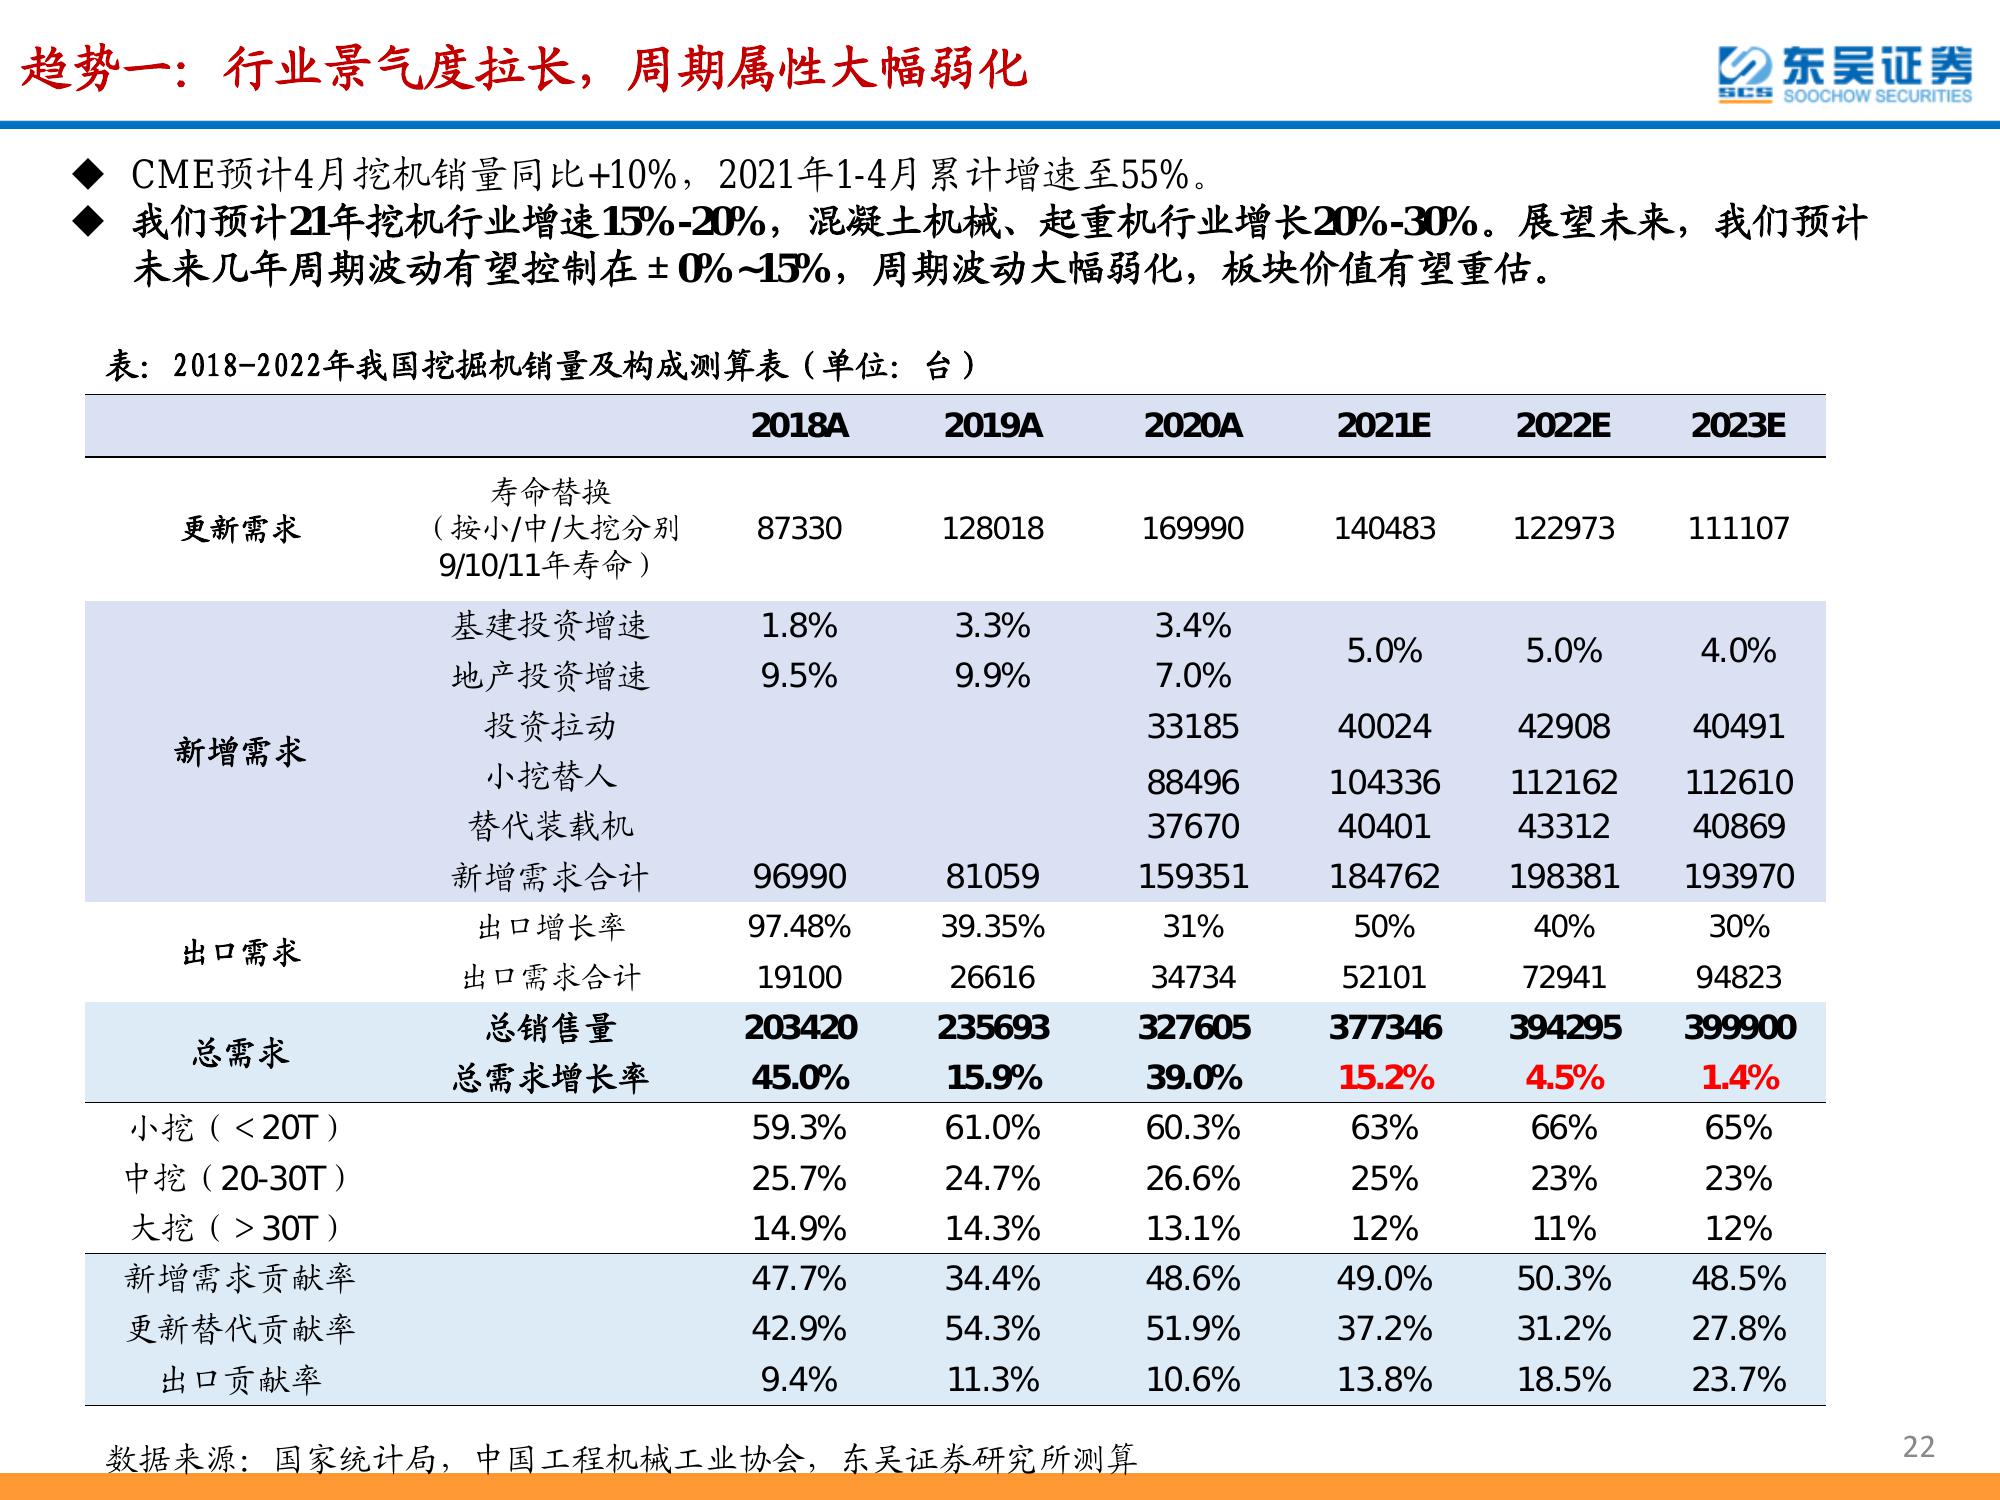 趋势一：行业景气度拉长，周期属性大幅弱化
东吴证券
SCS SOOCHOW SECURITIES
◆ CME预计4月挖机销量同比+10%，2021年1-4月累计增速至55%。
◆ 我们预计21年挖机行业增速15%-20%，混凝土机械、起重机行业增长20%-30%。展望未来，我们预计
未来几年周期波动有望控制在±0%~15%，周期波动大幅弱化，板块价值有望重估。
表：2018-2022年我国挖掘机销量及构成测算表（单位：台）
2018A 2019A 2020A 2021E 2022E 2023E
寿命替换
更新需求 （按小/中/大挖分别 87330 128018 169990 140483 122973 111107
9/10/11年寿命）
基建投资增速 1.8% 3.3% 3.4%
5.0% 5.0% 4.0%
地产投资增速 9.5% 9.9% 7.0%
投资拉动 33185 40024 42908 40491
新增需求
小挖替人 88496 104336 112162 112610
替代装载机 37670 40401 43312 40869
新增需求合计 96990 81059 159351 184762 198381 193970
出口增长率 97.48% 39.35% 31% 50% 40% 30%
出口需求
出口需求合计 19100 26616 34734 52101 72941 94823
总销售量 203420 235693 327605 377346 394295 399900
总需求
总需求增长率 45.0% 15.9% 39.0% 15.2% 4.5% 1.4%
小挖（<20T） 59.3% 61.0% 60.3% 63% 66% 65%
中挖（20-30T） 25.7% 24.7% 26.6% 25% 23% 23%
大挖（>30T） 14.9% 14.3% 13.1% 12% 11% 12%
新增需求贡献率 47.7% 34.4% 48.6% 49.0% 50.3% 48.5%
更新替代贡献率 42.9% 54.3% 51.9% 37.2% 31.2% 27.8%
出口贡献率 9.4% 11.3% 10.6% 13.8% 18.5% 23.7%
数据来源：国家统计局，中国工程机械工业协会，东吴证券研究所测算
22